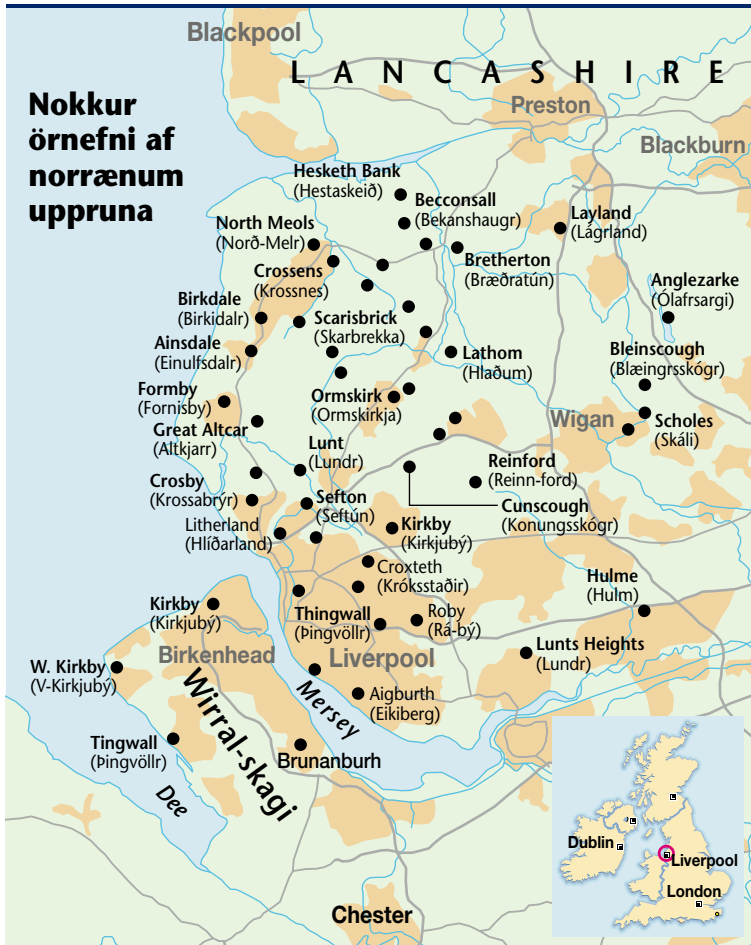 Blackpool
LANCASHIRE
Nokkur
örnefni af
norrænum
uppruna
Preston
Blackburn
Hesketh Bank
(Hestaskeið)
Becconsall
(Bekanshaugr)
Layland
(Lágrland)
North Meols
(Norð-Melr)
Bretherton
(Bræðratún)
Crossens
(Krossnes)
Anglezarke
(Ólafrsargi)
Birkdale
(Birkidalr)
Scarisbrick
(Skarbrekka)
Ainsdale
(Einulfsdalr)
Lathom
(Hlaðum)
Bleinscough
(Blæingrsskógr)
Formby
(Fornisby)
Ormskirk
(Ormskirkja)
Great Altcar
(Altkjarr)
Wigan
Scholes
(Skáli)
Lunt
(Lundr)
Reinford
(Reinn-ford)
Crosby
(Krossabrýr)
Sefton
(Seftún)
Cunscough
(Konungsskógr)
Litherland
(Hlíðarland)
Kirkby
(Kirkjubý)
Croxteth
(Króksstaðir)
Hulme
(Hulm)
Kirkby
(Kirkjubý)
Thingwall
(Þingvöllr)
Roby
(Rá-bý)
Birkenhead
Liverpool
Lunts Heights
(Lundr)
W. Kirkby
(V-Kirkjubý)
Mersey
Aigburth
(Eikiberg)
Wirral-skagi
Tingwall
(Þingvöllr)
Brunanburh
Dee
Chester
Dublin
Liverpool
London